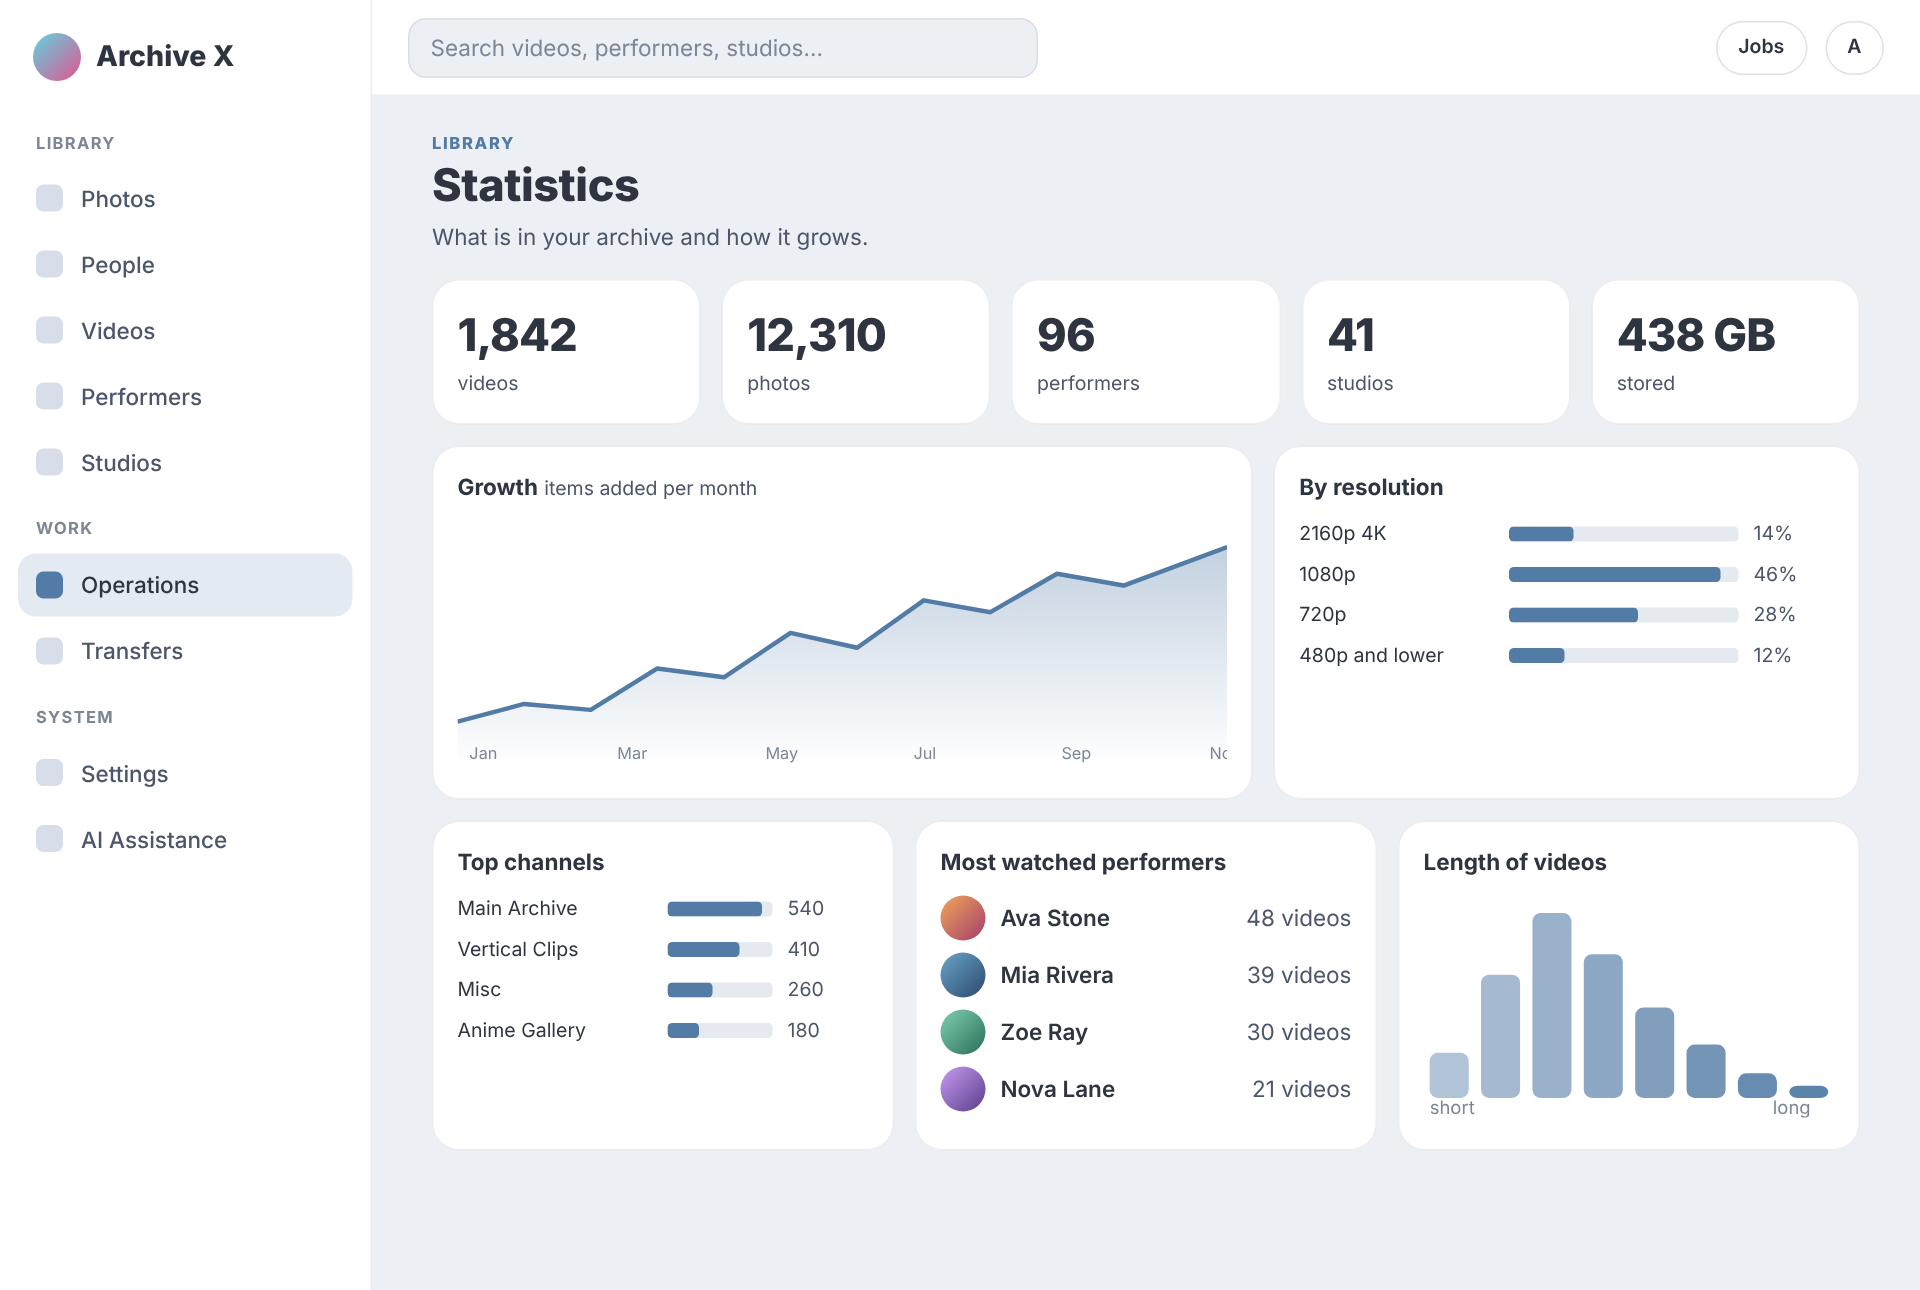 Archive X
Search videos, performers, studios...
Jobs
A
LIBRARY
Photos
People
Videos
Performers
Studios
WORK
Operations
Transfers
SYSTEM
Settings
AI Assistance
LIBRARY
Statistics
What is in your archive and how it grows.
1,842
videos
12,310
photos
96
performers
41
studios
438 GB
stored
Growth items added per month
Jan Mar May Jul Sep
By resolution
2160p 4K 14%
1080p 46%
720p 28%
480p and lower 12%
Top channels
Main Archive 540
Vertical Clips 410
Misc 260
Anime Gallery 180
Most watched performers
Ava Stone 48 videos
Mia Rivera 39 videos
Zoe Ray 30 videos
Nova Lane 21 videos
Length of videos
short long